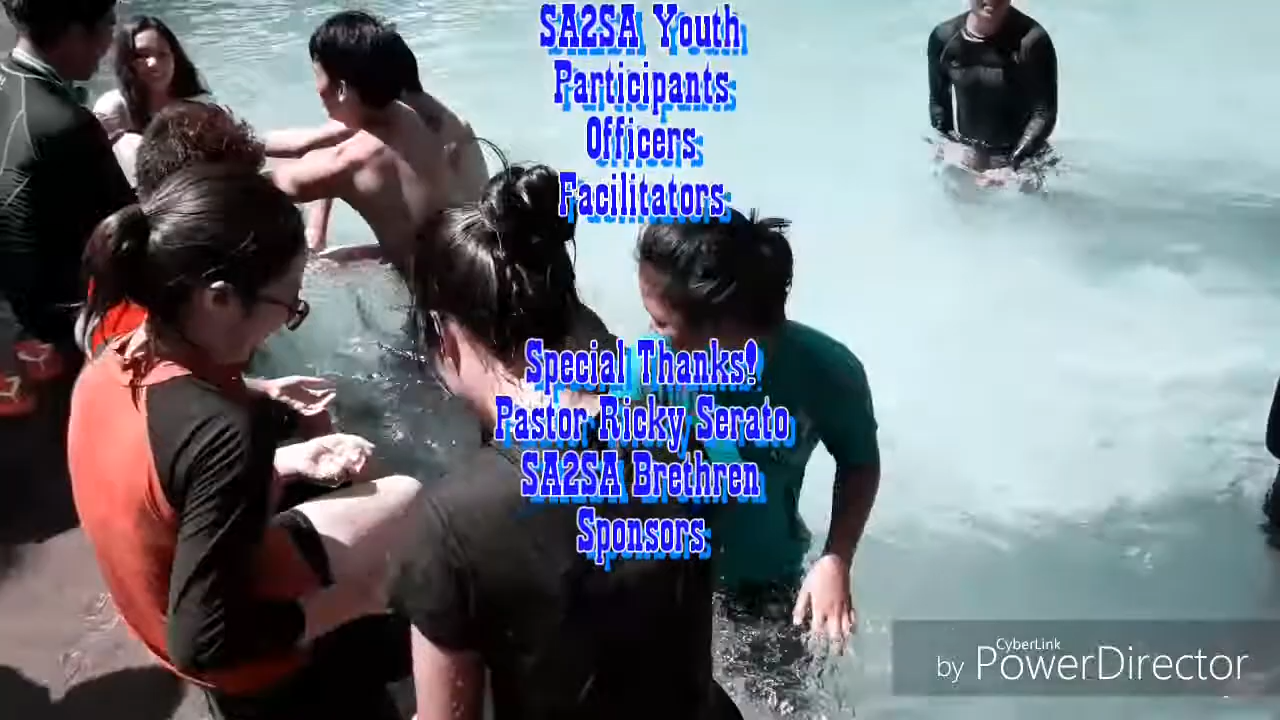 SA2SA Youth
Participants
Officers
Facilitators
Special Thanks!
Pastor Ricky Serato
SA2SA Brethren
Sponsors
CyberLink
by PowerDirector